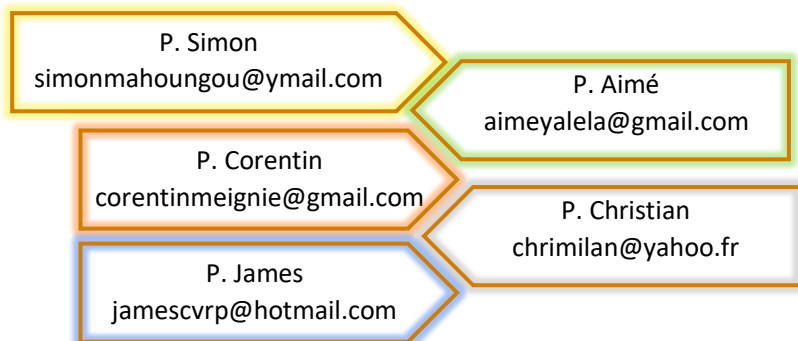 P. Simon
simonmahoungou@ymail.com
P. Aimé
aimeyalela@gmail.com
P. Corentin
corentinmeignie@gmail.com
P. Christian
chrimilan@yahoo.fr
P. James
jamescvrp@hotmail.com